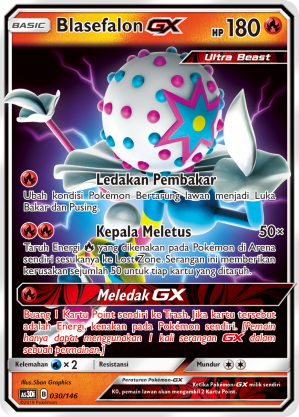 BASIC Blasefalon GX HP 180
Ultra Beast
Ledakan Pembakar
Ubah kondisi Pokémon Bertarung lawan menjadi Luka
Bakar dan Pusing.
Kepala Meletus 50×
Taruh Energi yang dikenakan pada Pokémon di Arena
sendiri sesukanya ke Lost Zone. Serangan ini memberikan
kerusakan sejumlah 50 untuk tiap kartu yang ditaruh.
Meledak GX
Buang 1 Kartu Point sendiri ke Trash. Jika kartu tersebut
adalah Energi, kenakan pada Pokémon sendiri. [Pemain
hanya dapat menggunakan 1 kali serangan GX dalam
sebuah permainan.]
Kelemahan × 2 Resistansi Mundur
Illus. 5ban Graphics
Peraturan Pokémon-GX
Ketika Pokémon-GX milik sendiri
KO, pemain lawan mengambil 2 Kartu Point.
AS3DI D 030/146